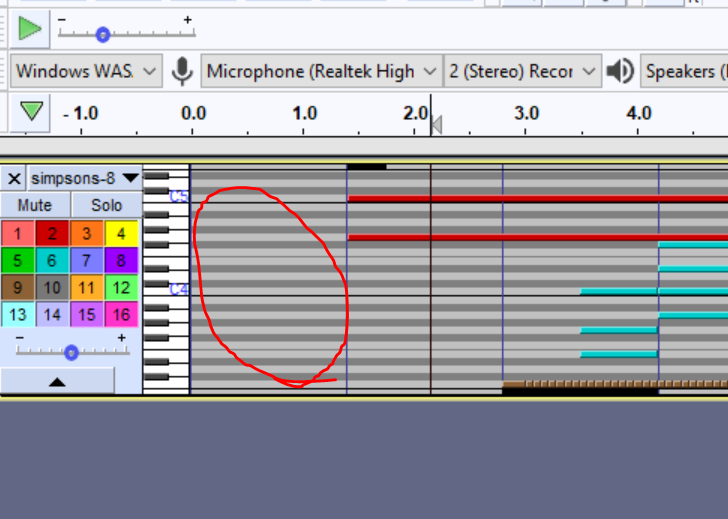 - +
Windows WAS. Microphone (Realtek High 2 (Stereo) Recor Speakers (
- 1.0 0.0 1.0 2.0 3.0 4.0
× simpsons-8
Mute Solo
1 2 3 4
5 6 7 8
9 10 11 12
13 14 15 16
- +
C5
C4